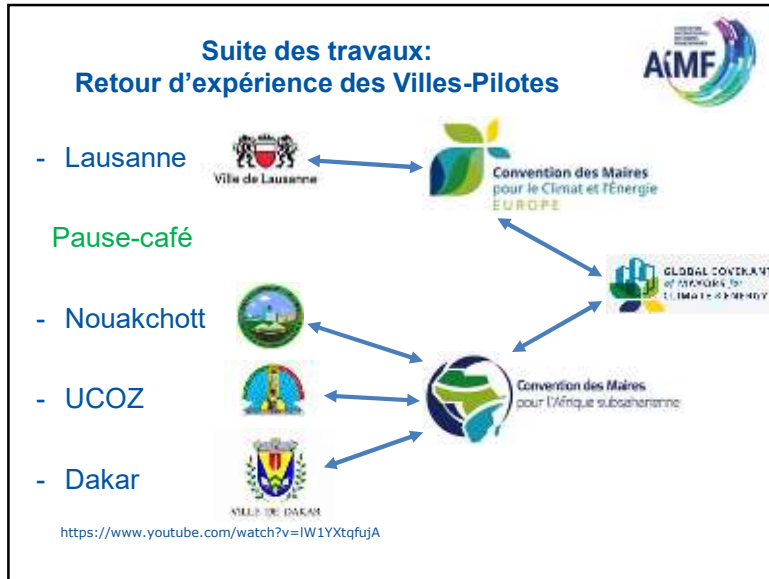 Suite des travaux:
Retour d'expérience des Villes-Pilotes
AIMF
- Lausanne
Ville de Lausanne
Convention des Maires
pour le Climat et l'Énergie
EUROPE
Pause-café
GLOBAL COVENANT
of MAYORS for
CLIMATE & ENERGY
- Nouakchott
- UCOZ
Convention des Maires
pour l'Afrique subsaharienne
- Dakar
VILLE DE DAKAR
https://www.youtube.com/watch?v=lW1YXtqfujA